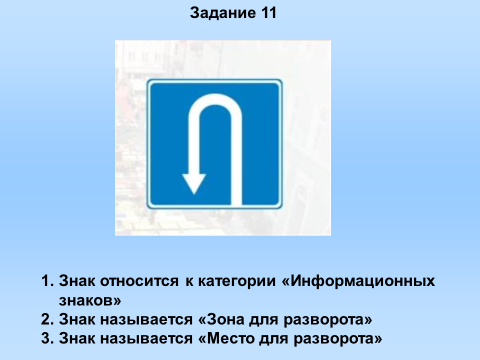 Задание 11
1. Знак относится к категории «Информационных
знаков»
2. Знак называется «Зона для разворота»
3. Знак называется «Место для разворота»